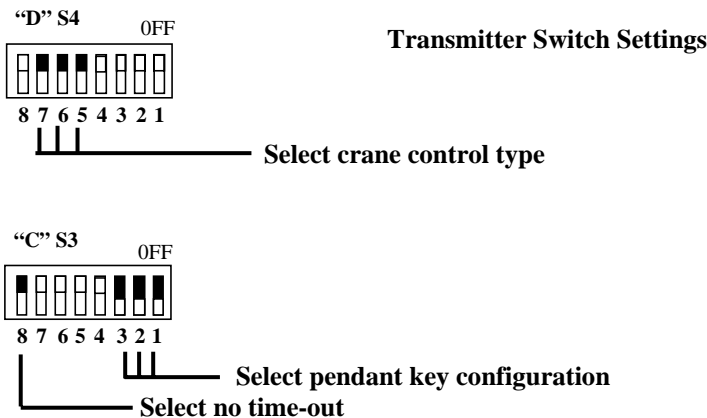 “D” S4
0FF
Transmitter Switch Settings
8 7 6 5 4 3 2 1
Select crane control type
“C” S3
0FF
8 7 6 5 4 3 2 1
Select pendant key configuration
Select no time-out